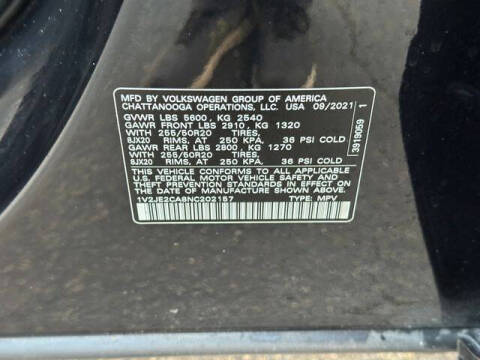 MFD BY VOLKSWAGEN GROUP OF AMERICA
CHATTANOOGA OPERATIONS, LLC. USA 09/2021
GVWR LBS 5600, KG 2540
GAWR FRONT LBS 2910, KG 1320
WITH 255/50R20 TIRES,
8JX20 RIMS, AT 250 KPA, 36 PSI COLD
GAWR REAR LBS 2800, KG 1270
WITH 255/50R20 TIRES,
8JX20 RIMS, AT 250 KPA, 36 PSI COLD
THIS VEHICLE CONFORMS TO ALL APPLICABLE
U.S. FEDERAL MOTOR VEHICLE SAFETY AND
THEFT PREVENTION STANDARDS IN EFFECT ON THE
DATE OF MANUFACTURE SHOWN ABOVE.
1V2JE2CA8NC202157 TYPE: MPV
3919059 1